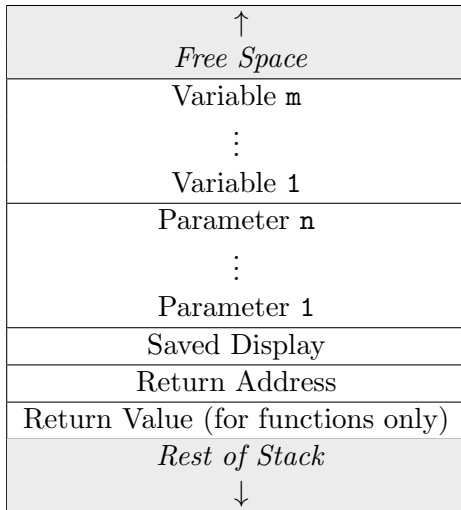 ↑
Free Space
Variable m
⋮
Variable 1
Parameter n
⋮
Parameter 1
Saved Display
Return Address
Return Value (for functions only)
Rest of Stack
↓